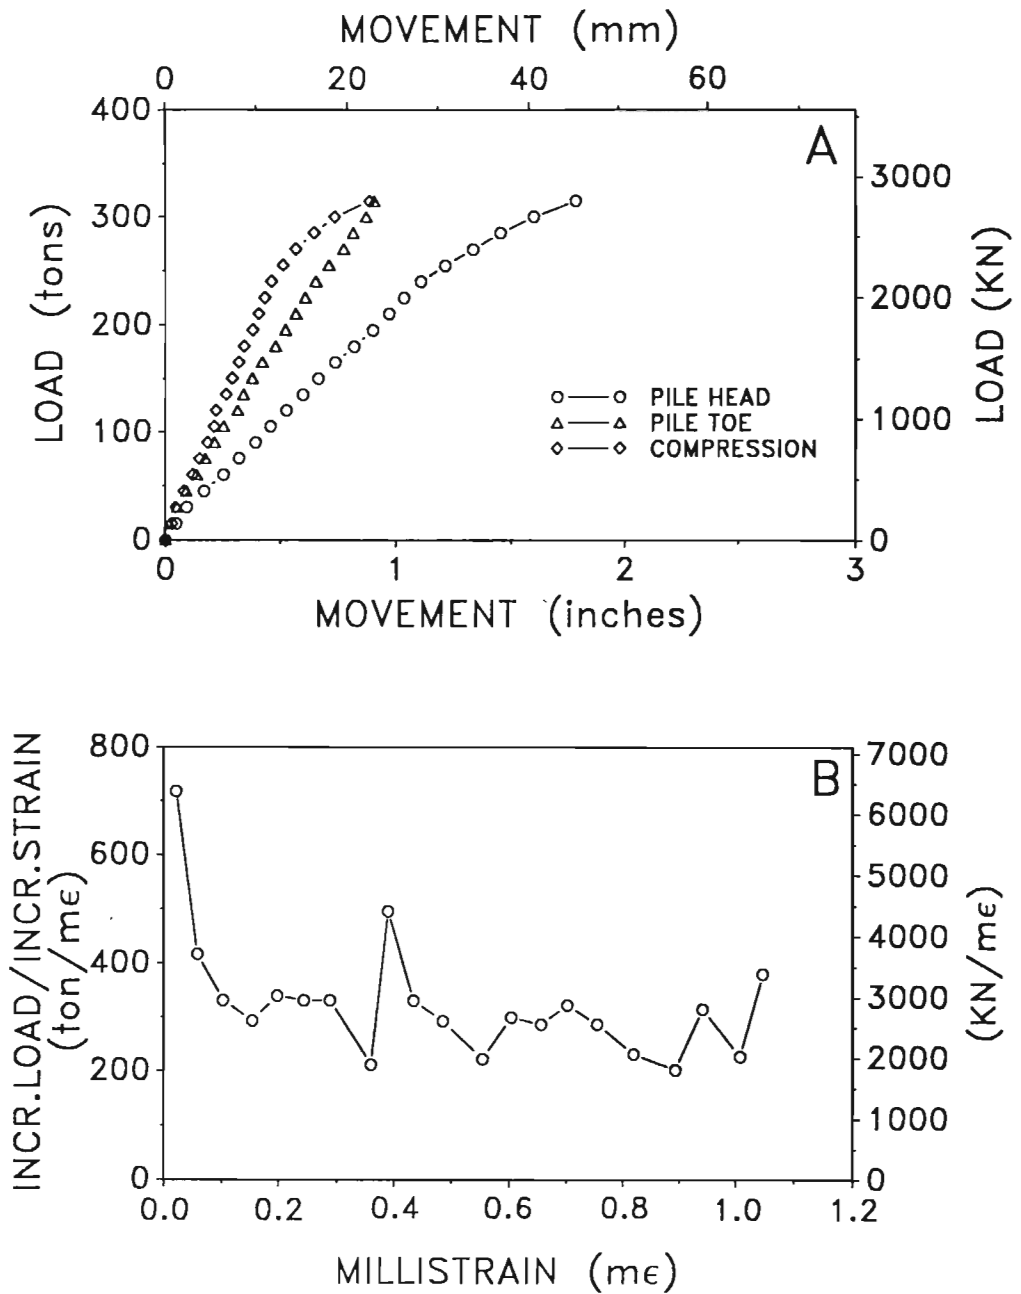 MOVEMENT (mm)
0 20 40 60
400
300
200
100
0
LOAD (tons)
A
3000
2000
1000
0
LOAD (KN)
PILE HEAD
PILE TOE
COMPRESSION
0 1 2 3
MOVEMENT (inches)
INCR.LOAD/INCR.STRAIN
(ton/mϵ)
800
600
400
200
0
B
7000
6000
5000
4000
3000
2000
1000
0
(KN/mϵ)
0.0 0.2 0.4 0.6 0.8 1.0 1.2
MILLISTRAIN (mϵ)